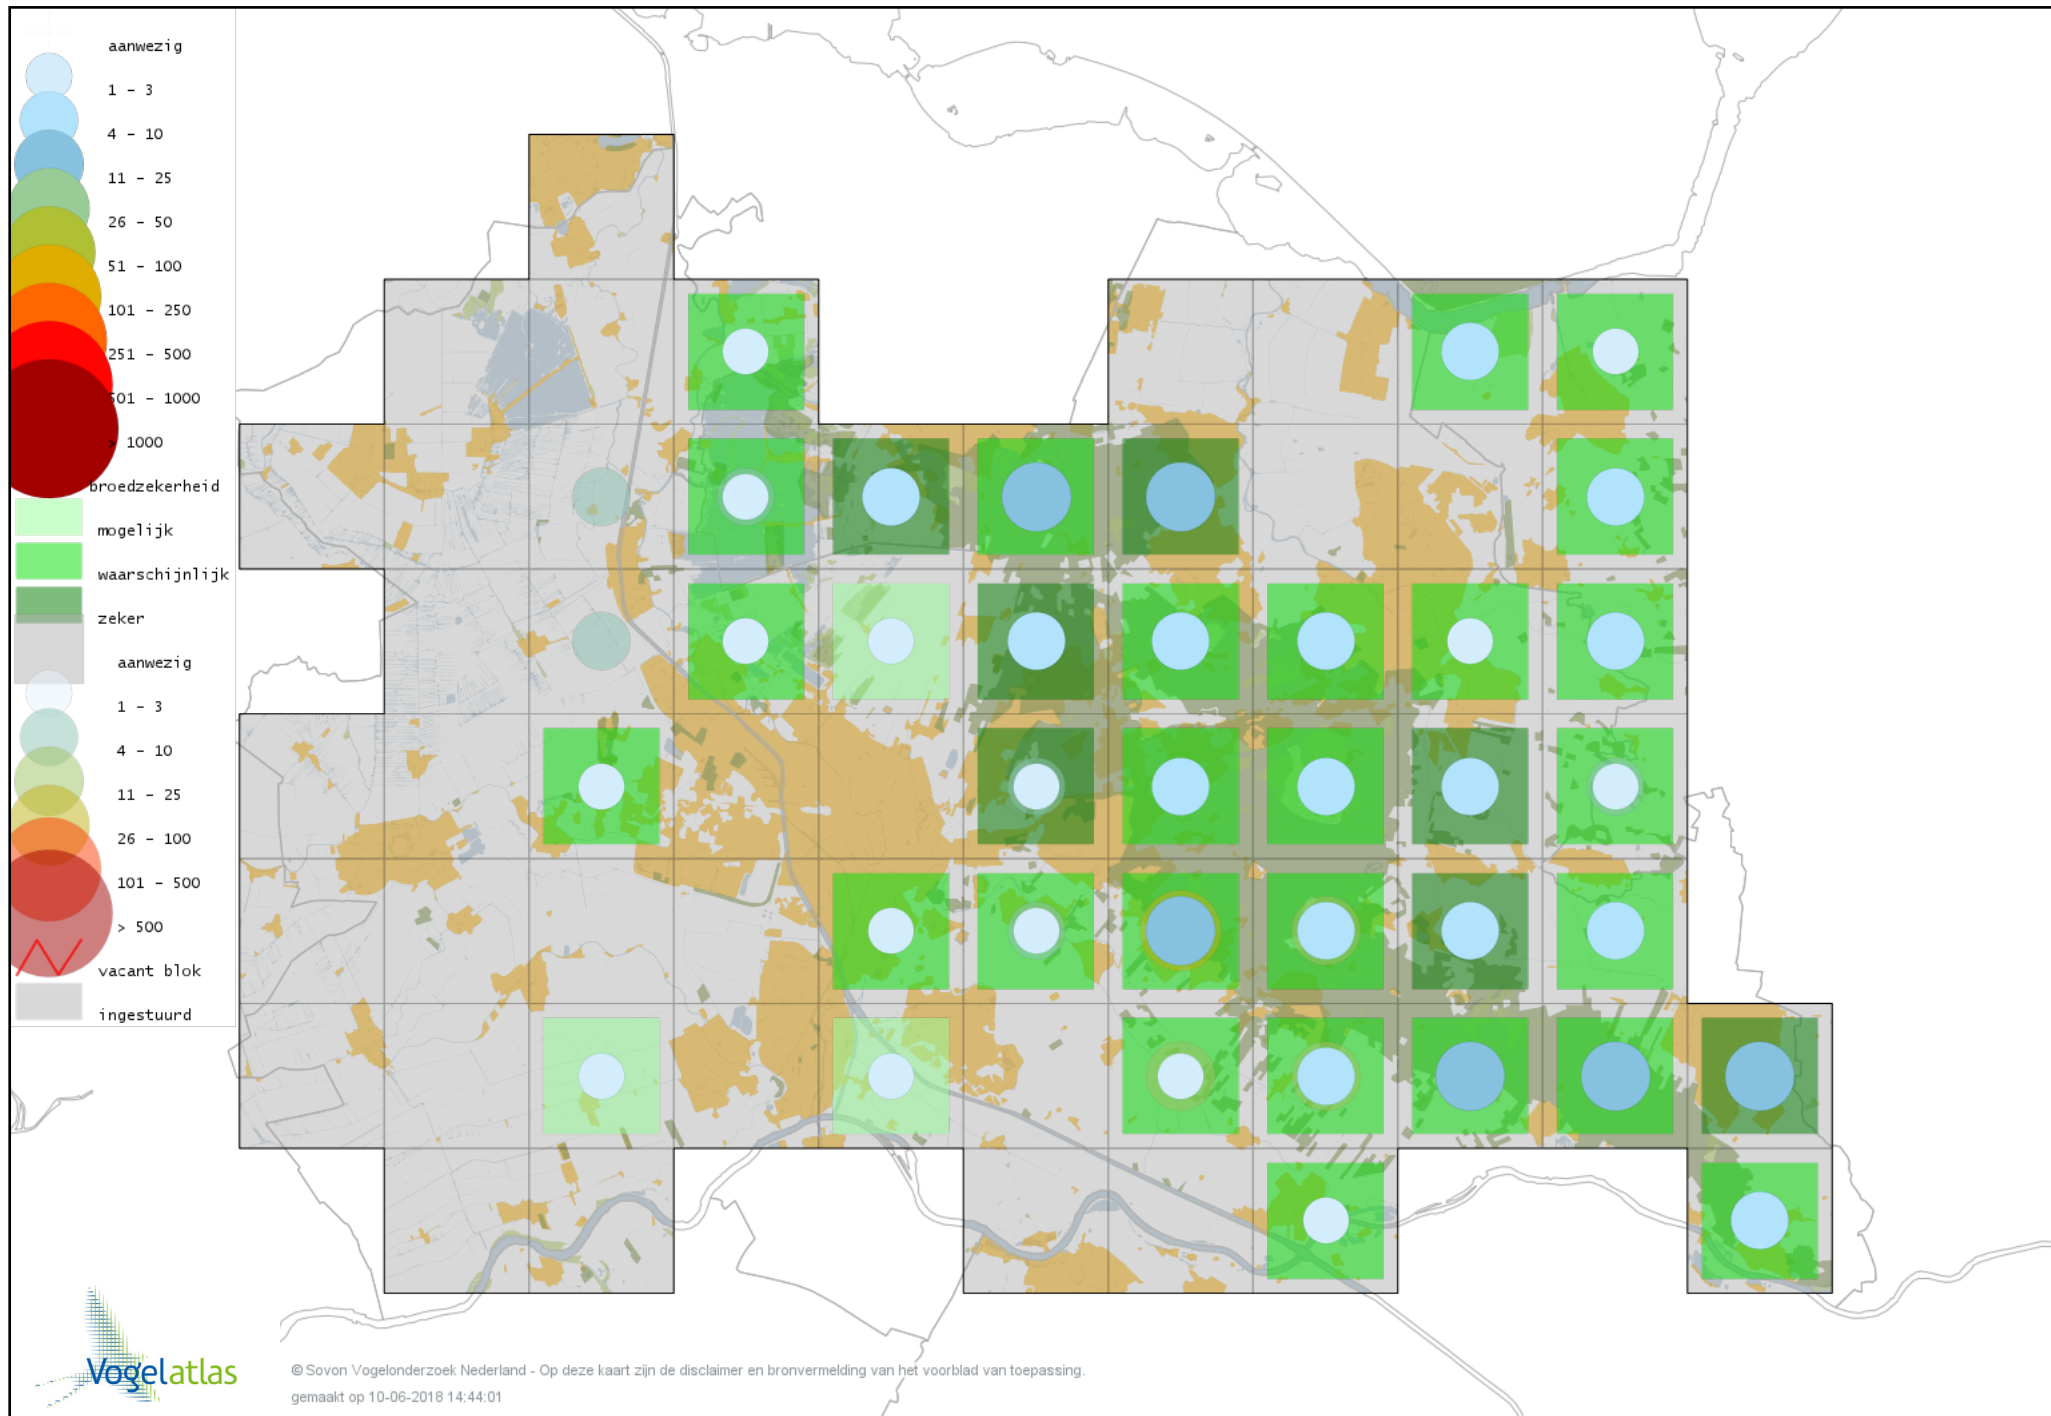 aanwezig
1 - 3
4 - 10
11 - 25
26 - 50
51 - 100
101 - 250
251 - 500
501 - 1000
> 1000
broedzekerheid
mogelijk
waarschijnlijk
zeker
aanwezig
1 - 3
4 - 10
11 - 25
26 - 100
101 - 500
> 500
vacant blok
ingestuurd
Vogelatlas
© Sovon Vogelonderzoek Nederland - Op deze kaart zijn de disclaimer en bronvermelding van het voorblad van toepassing.
gemaakt op 10-06-2018 14:44:01